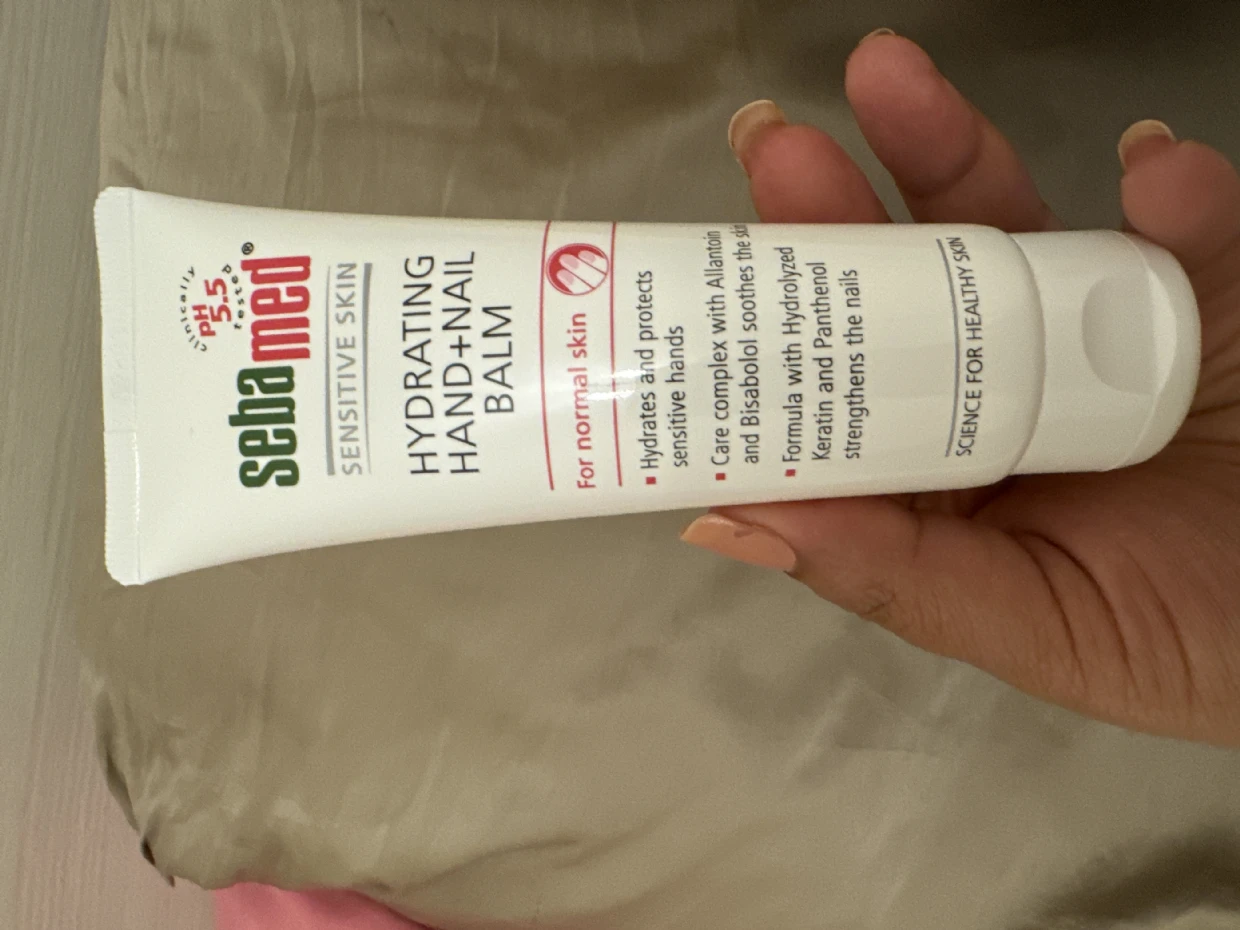 clinically
PH
5.5
tested
sebamed®
SENSITIVE SKIN
HYDRATING
HAND+NAIL
BALM
For normal skin
▪ Hydrates and protects
sensitive hands
▪ Care complex with Allantoin
and Bisabolol soothes the skin
▪ Formula with Hydrolyzed
Keratin and Panthenol
strengthens the nails
SCIENCE FOR HEALTHY SKIN